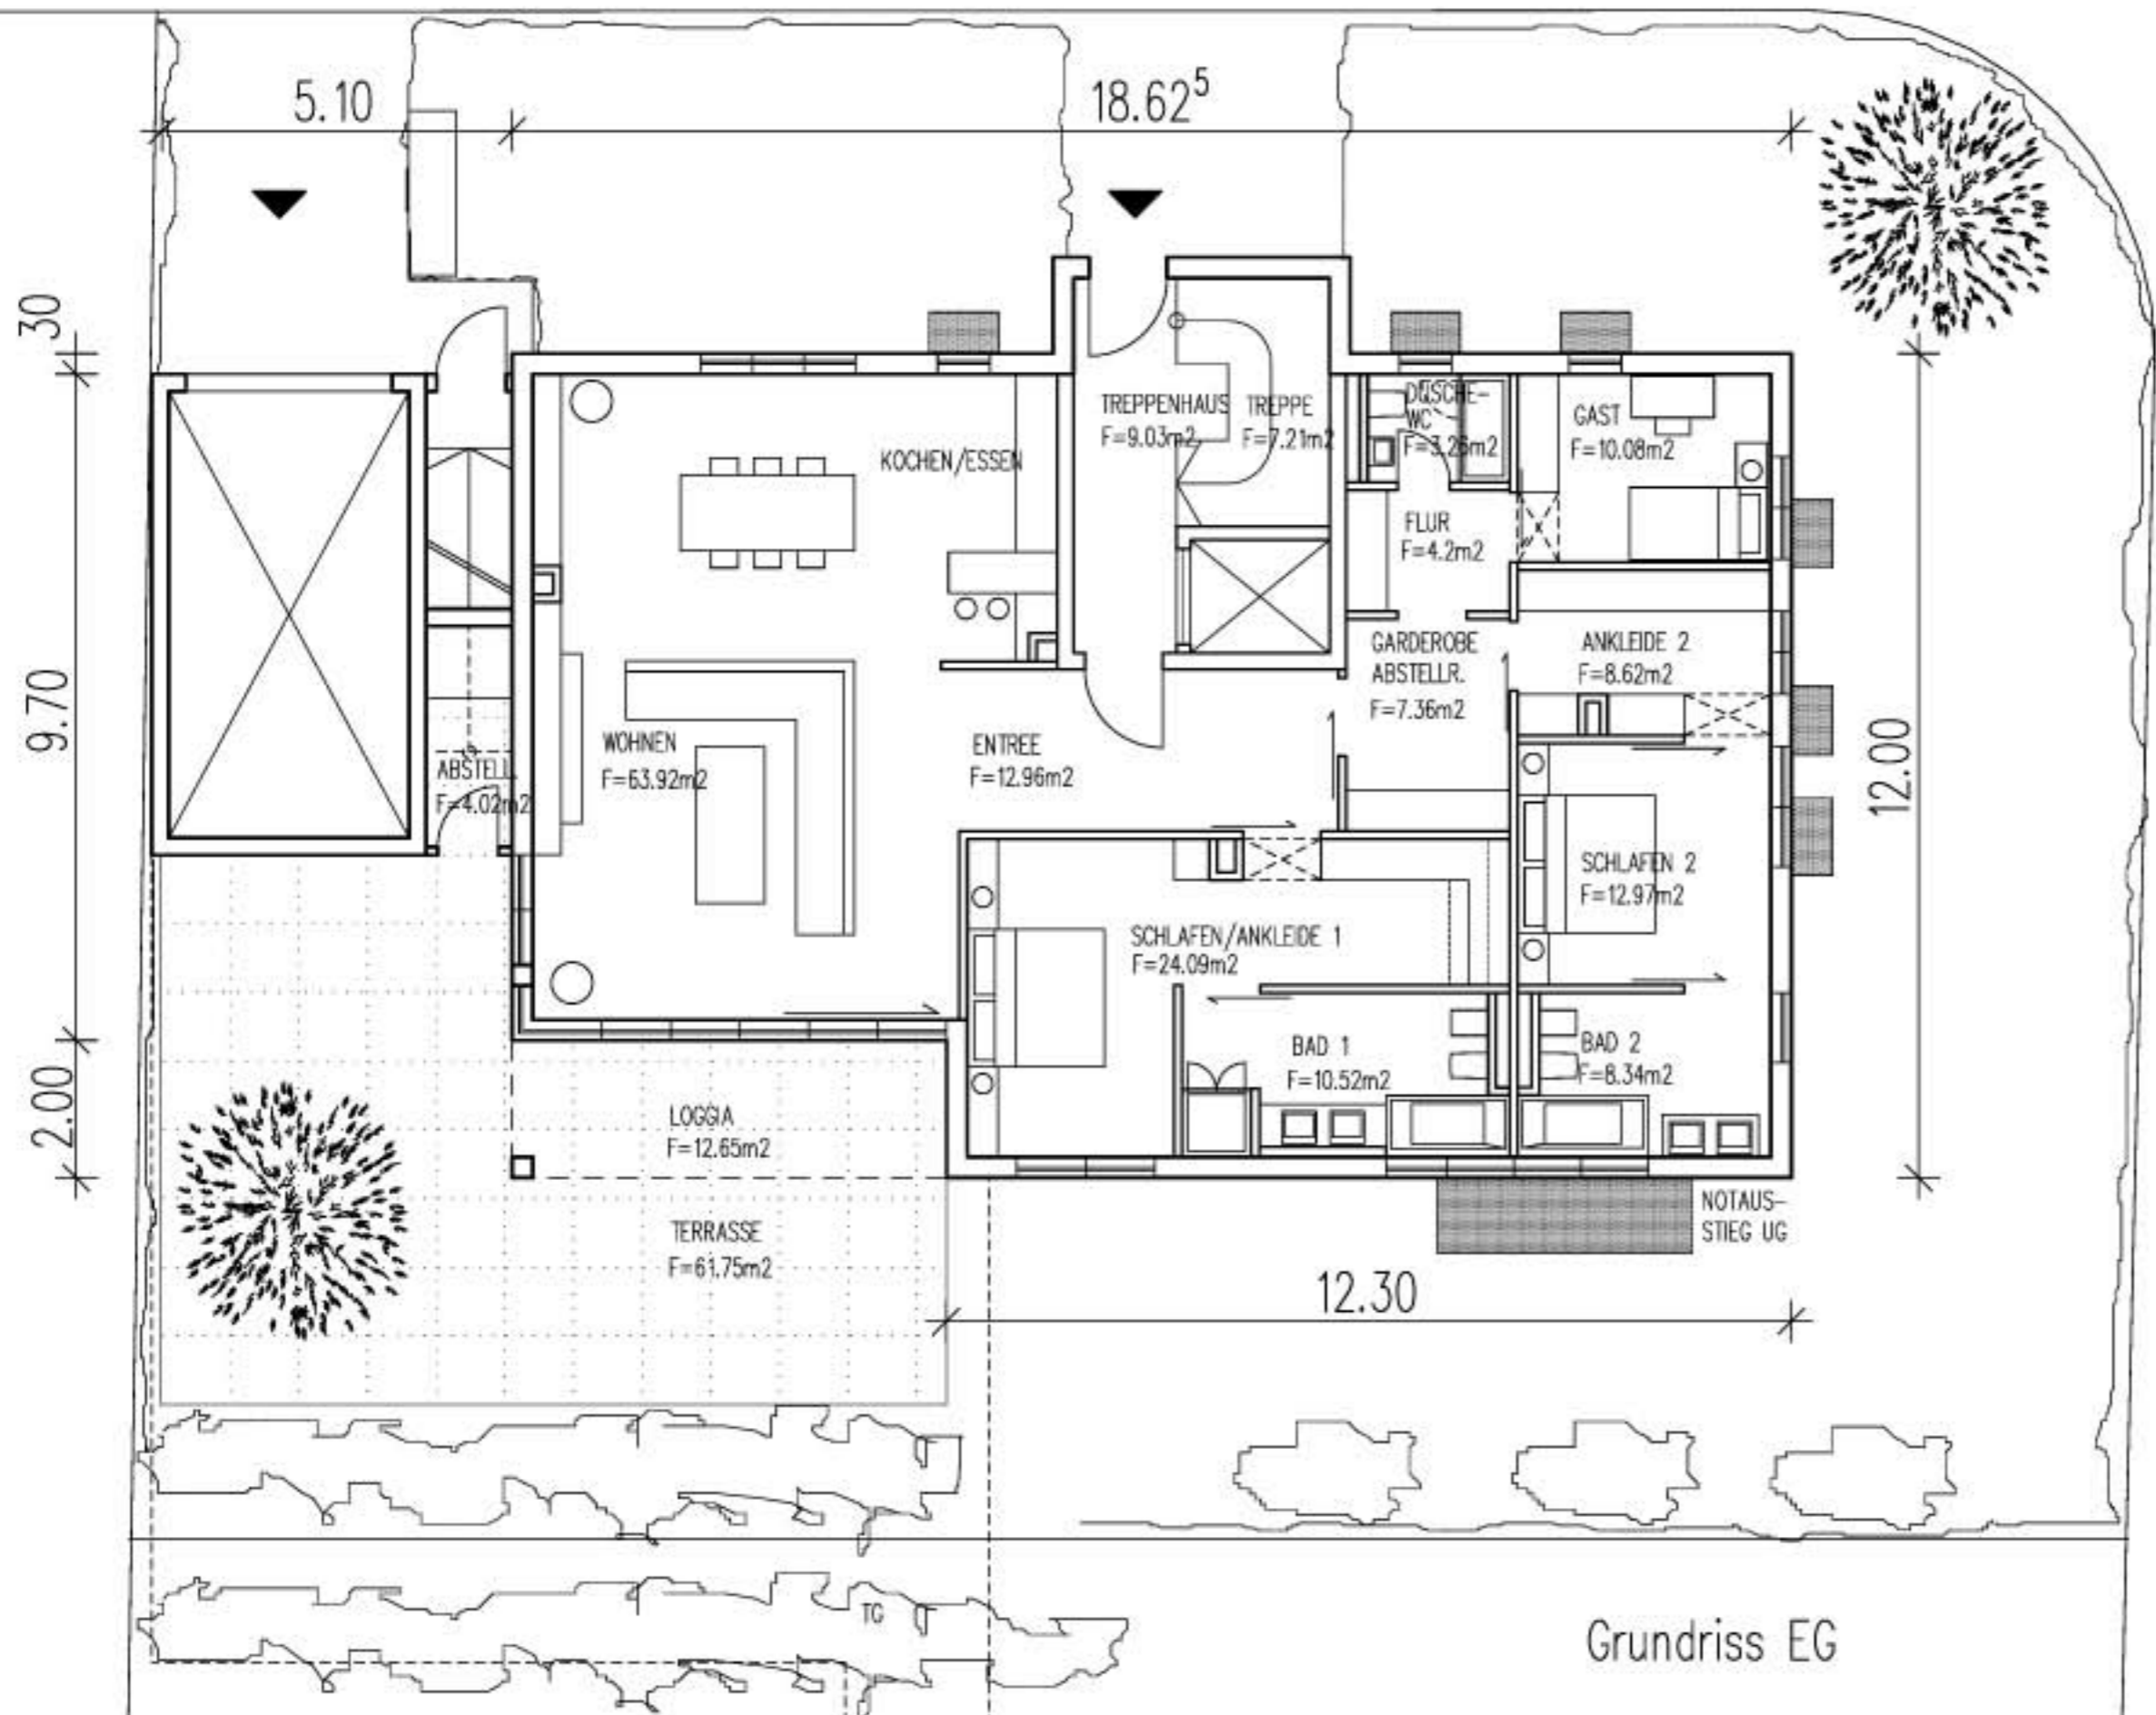 5.10
18.62⁵
30
9.70
2.00
12.00
12.30
KOCHEN/ESSEN
TREPPENHAUS
F=9.03m2
TREPPE
F=7.21m2
DUSCHE-
WC
F=3.26m2
GAST
F=10.08m2
FLUR
F=4.2m2
GARDEROBE
ABSTELLR.
F=7.36m2
ANKLEIDE 2
F=8.62m2
WOHNEN
F=63.92m2
ENTREE
F=12.96m2
ABSTELL.
F=4.02m2
SCHLAFEN 2
F=12.97m2
SCHLAFEN/ANKLEIDE 1
F=24.09m2
BAD 1
F=10.52m2
BAD 2
F=8.34m2
LOGGIA
F=12.65m2
TERRASSE
F=61.75m2
NOTAUS-
STIEG UG
TG
Grundriss EG